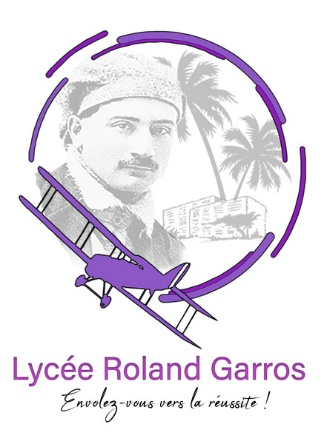 Lycée Roland Garros
Envolez-vous vers la réussite !